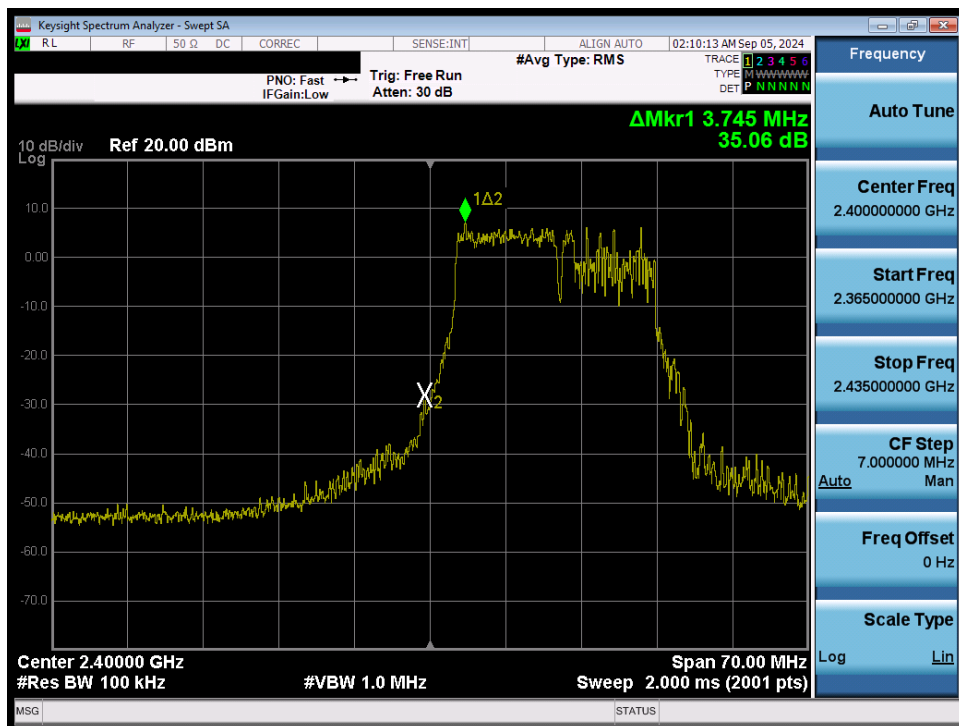 Keysight Spectrum Analyzer - Swept SA
LXI RL RF 50 Ω DC CORREC SENSE:INT ALIGN AUTO 02:10:13 AM Sep 05, 2024
Frequency
#Avg Type: RMS
TRACE 1 2 3 4 5 6
TYPE M WWWWW
DET P N N N N N
PNO: Fast
IFGain:Low
Trig: Free Run
Atten: 30 dB
ΔMkr1 3.745 MHz
35.06 dB
10 dB/div Ref 20.00 dBm
Log
10.0
0.00
-10.0
-20.0
-30.0
-40.0
-50.0
-60.0
-70.0
1Δ2
X2
Center 2.40000 GHz
Span 70.00 MHz
#Res BW 100 kHz
#VBW 1.0 MHz
Sweep 2.000 ms (2001 pts)
MSG
STATUS
Auto Tune
Center Freq
2.400000000 GHz
Start Freq
2.365000000 GHz
Stop Freq
2.435000000 GHz
CF Step
7.000000 MHz
Auto Man
Freq Offset
0 Hz
Scale Type
Log Lin